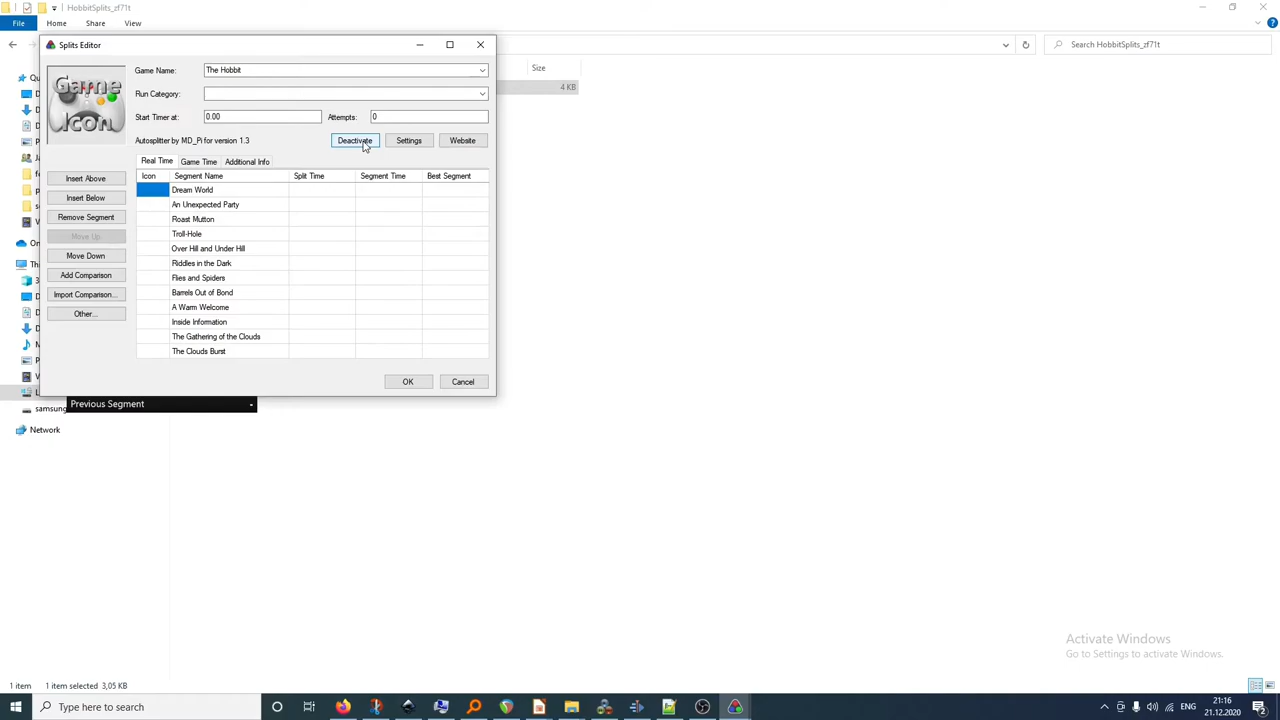 HobbitSplits_zf71t
File Home Share View
Search HobbitSplits_zf71t
Splits Editor
Size
4 KB
Game Icon
Game Name: The Hobbit
Run Category:
Start Timer at: 0.00 Attempts: 0
Autosplitter by MD_Pi for version 1.3 Deactivate Settings Website
Real Time Game Time Additional Info
Icon Segment Name Split Time Segment Time Best Segment
Insert Above
Insert Below
Remove Segment
Move Up
Move Down
Add Comparison
Import Comparison...
Other...
Dream World
An Unexpected Party
Roast Mutton
Troll-Hole
Over Hill and Under Hill
Riddles in the Dark
Flies and Spiders
Barrels Out of Bond
A Warm Welcome
Inside Information
The Gathering of the Clouds
The Clouds Burst
OK Cancel
Previous Segment -
samsung
Network
Activate Windows
Go to Settings to activate Windows.
1 item 1 item selected 3,05 KB
Type here to search
ENG
21:16
21.12.2020
2